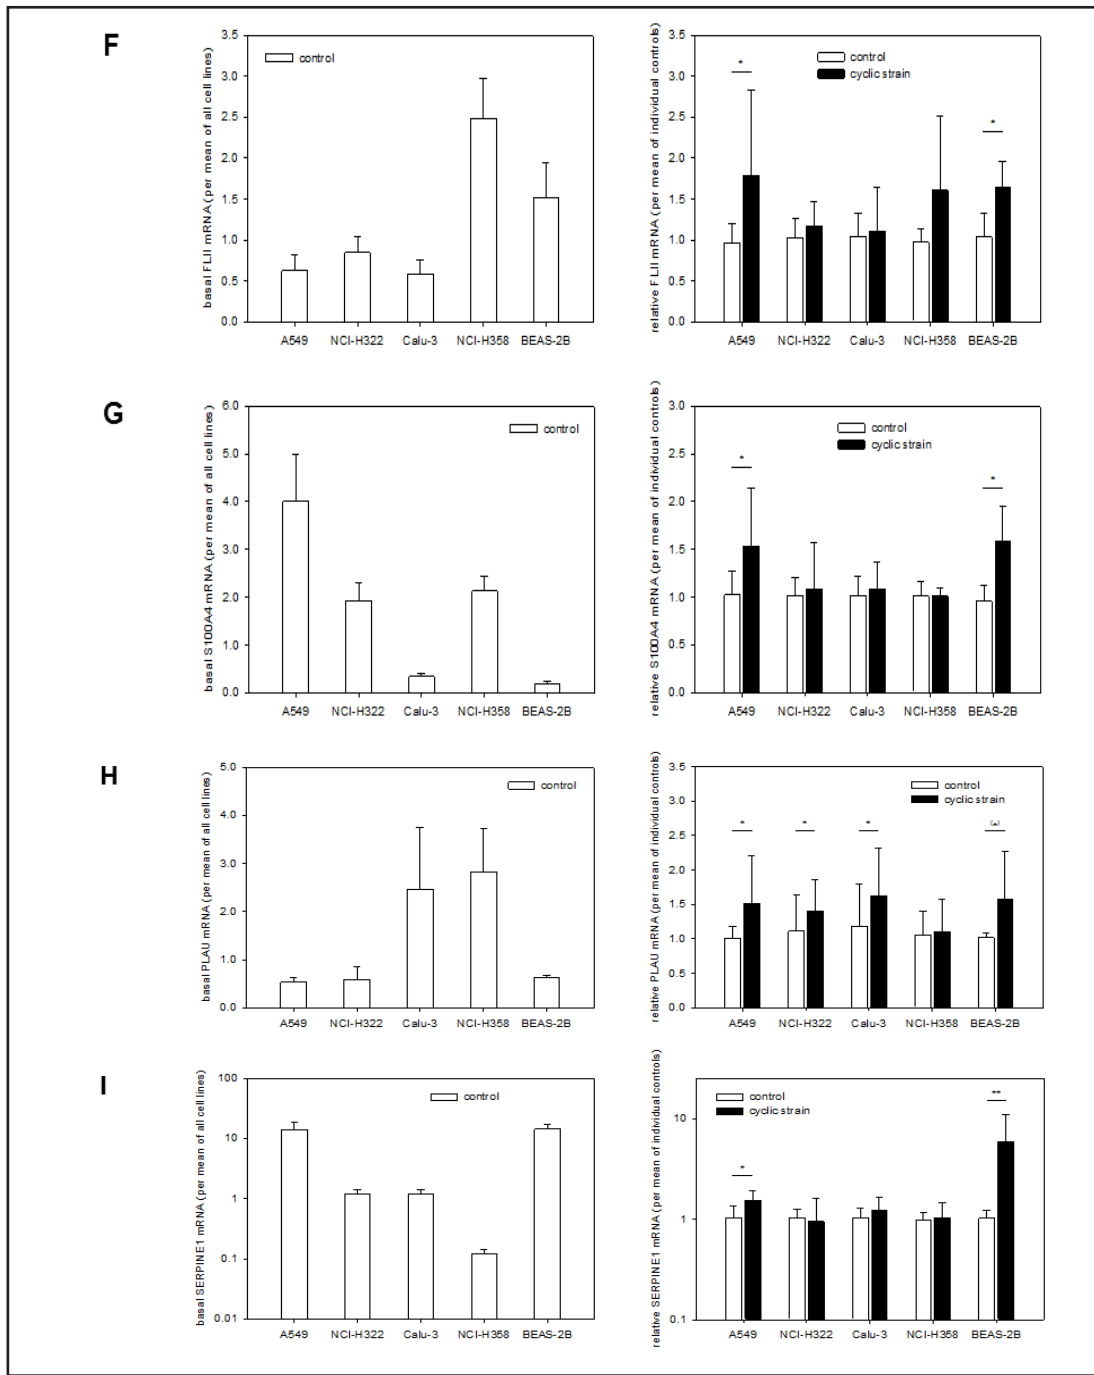 F
basal FLII mRNA (per mean of all cell lines)
3.5
3.0
2.5
2.0
1.5
1.0
0.5
0.0
control
A549 NCI-H322 Calu-3 NCI-H358 BEAS-2B
relative FLII mRNA (per mean of individual controls)
3.5
3.0
2.5
2.0
1.5
1.0
0.5
0.0
control
cyclic strain
* *
A549 NCI-H322 Calu-3 NCI-H358 BEAS-2B
G
basal S100A4 mRNA (per mean of all cell lines)
6.0
5.0
4.0
3.0
2.0
1.0
0.0
control
A549 NCI-H322 Calu-3 NCI-H358 BEAS-2B
relative S100A4 mRNA (per mean of individual controls)
3.0
2.5
2.0
1.5
1.0
0.5
0.0
control
cyclic strain
* *
A549 NCI-H322 Calu-3 NCI-H358 BEAS-2B
H
basal PLAU mRNA (per mean of all cell lines)
5.0
4.0
3.0
2.0
1.0
0.0
control
A549 NCI-H322 Calu-3 NCI-H358 BEAS-2B
relative PLAU mRNA (per mean of individual controls)
3.5
3.0
2.5
2.0
1.5
1.0
0.5
0.0
control
cyclic strain
* * * (*)
A549 NCI-H322 Calu-3 NCI-H358 BEAS-2B
I
basal SERPINE1 mRNA (per mean of all cell lines)
100
10
1
0.1
0.01
control
A549 NCI-H322 Calu-3 NCI-H358 BEAS-2B
relative SERPINE1 mRNA (per mean of individual controls)
10
1
0.1
control
cyclic strain
* **
A549 NCI-H322 Calu-3 NCI-H358 BEAS-2B